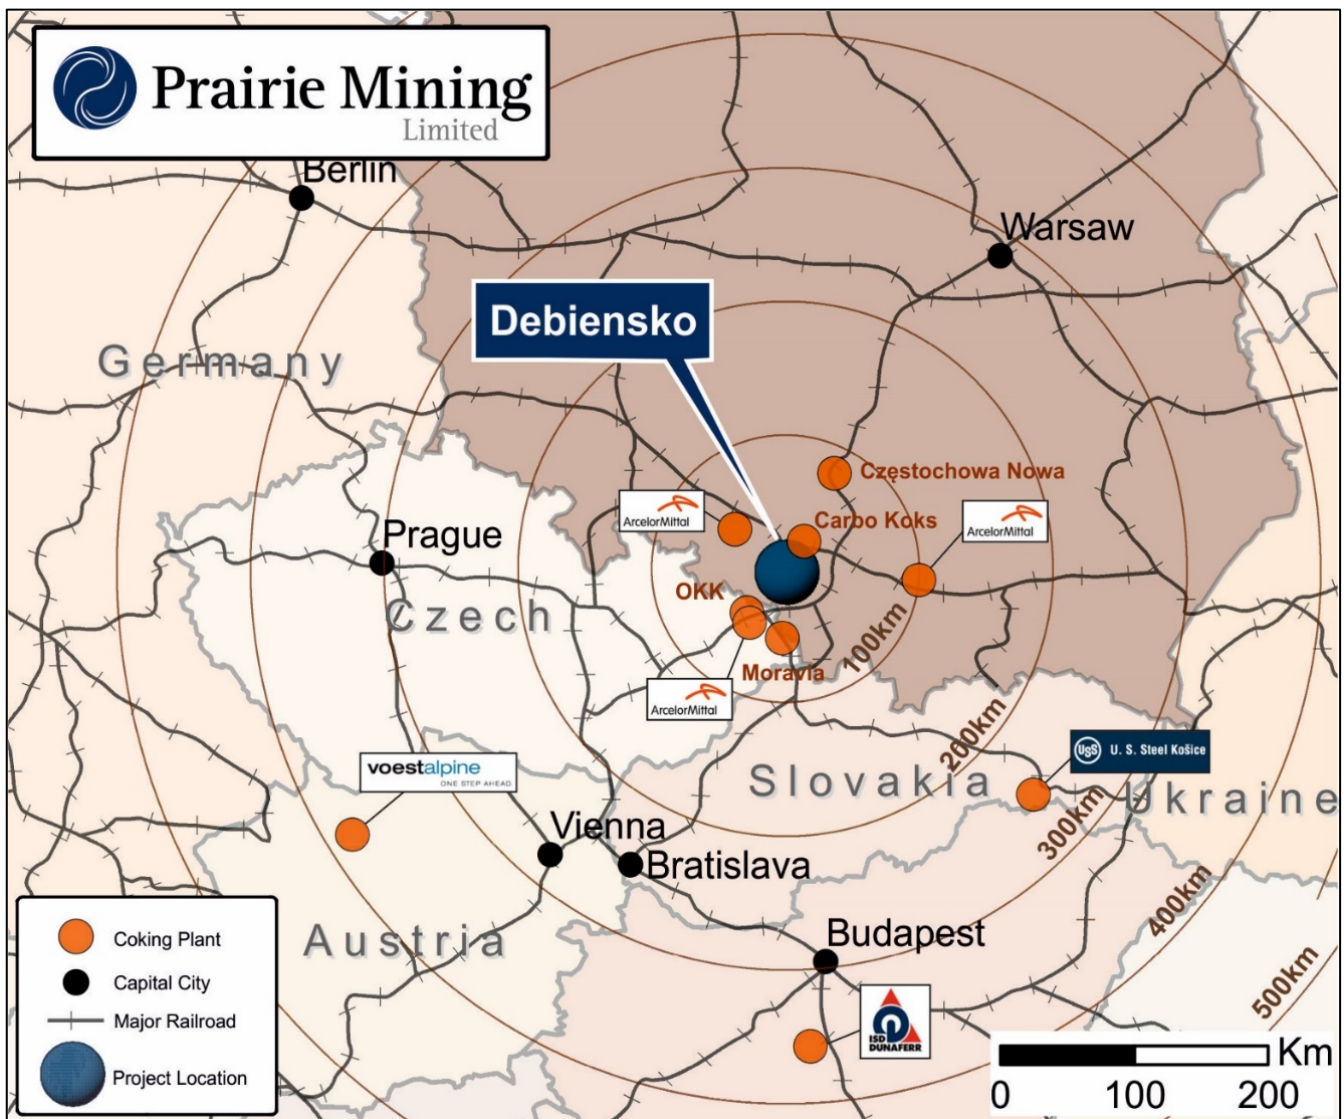 Prairie Mining
Limited
Berlin
Warsaw
Debiensko
Germany
Częstochowa Nowa
ArcelorMittal
Carbo Koks
ArcelorMittal
Prague
OKK
Czech
100km
Moravia
ArcelorMittal
200km
voestalpine
ONE STEP AHEAD
USS U. S. Steel Košice
Slovakia
Ukraine
300km
Vienna
Bratislava
400km
Austria
Budapest
500km
ISD
DUNAFERR
Coking Plant
Capital City
Major Railroad
Project Location
Km
0 100 200